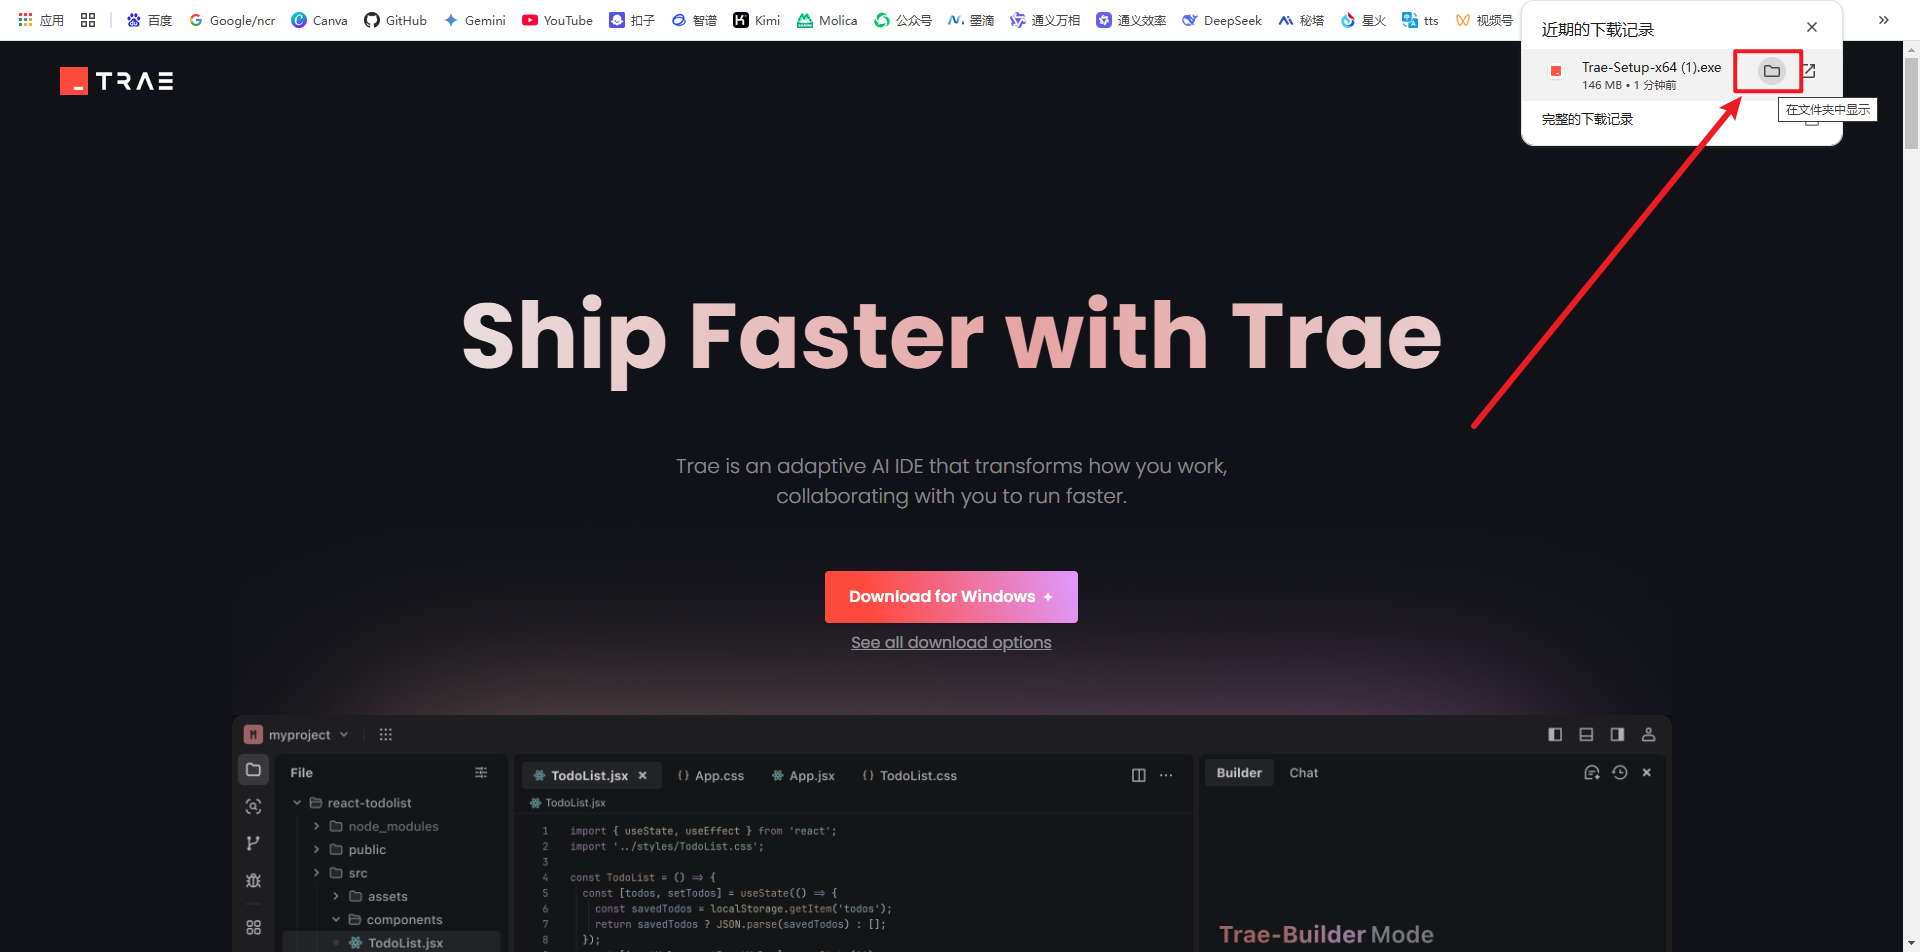 应用 百度 Google/ncr Canva GitHub Gemini YouTube 扣子 智谱 Kimi Molica 公众号 墨滴 通义万相 通义效率 DeepSeek 秘塔 星火 tts 视频号
近期的下载记录
Trae-Setup-x64 (1).exe
146 MB • 1 分钟前
在文件夹中显示
完整的下载记录
TRAE
Ship Faster with Trae
Trae is an adaptive AI IDE that transforms how you work,
collaborating with you to run faster.
Download for Windows
See all download options
M myproject
File
react-todolist
node_modules
public
src
assets
components
TodoList.jsx
TodoList.jsx {} App.css App.jsx {} TodoList.css
TodoList.jsx
1 import { useState, useEffect } from 'react';
2 import '../styles/TodoList.css';
3
4 const TodoList = () => {
5 const [todos, setTodos] = useState(() => {
6 const savedTodos = localStorage.getItem('todos');
7 return savedTodos ? JSON.parse(savedTodos) : [];
8 });
Builder Chat
Trae-Builder Mode